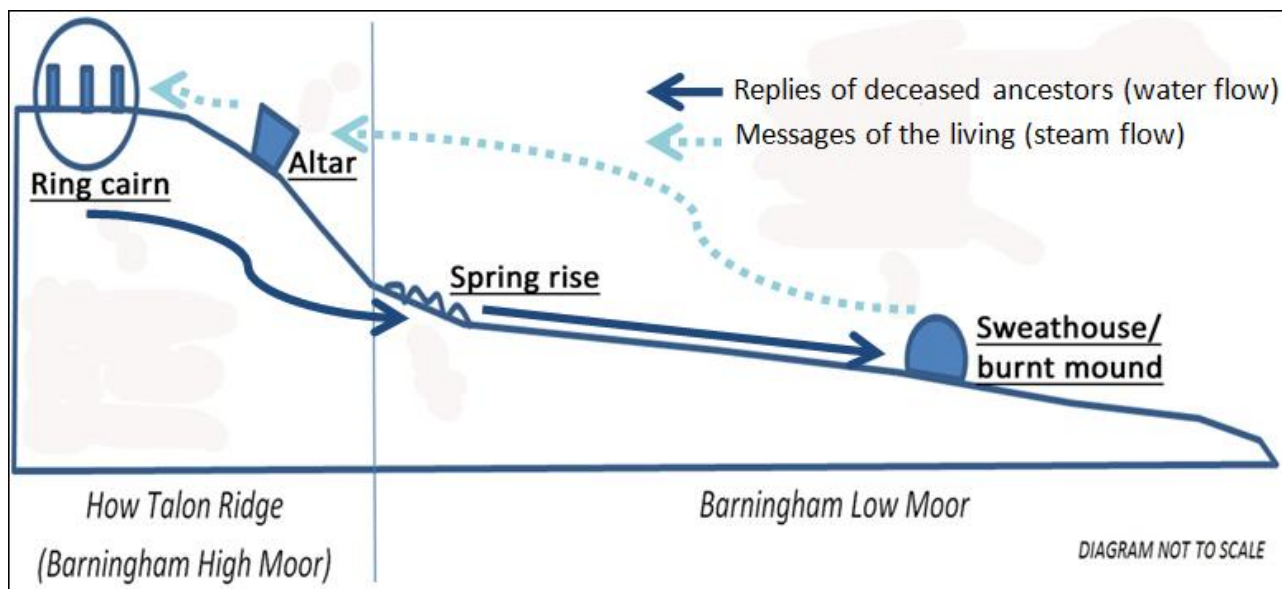 Replies of deceased ancestors (water flow)
Messages of the living (steam flow)
Altar
Ring cairn
Spring rise
Sweathouse/
burnt mound
How Talon Ridge
(Barningham High Moor)
Barningham Low Moor
DIAGRAM NOT TO SCALE